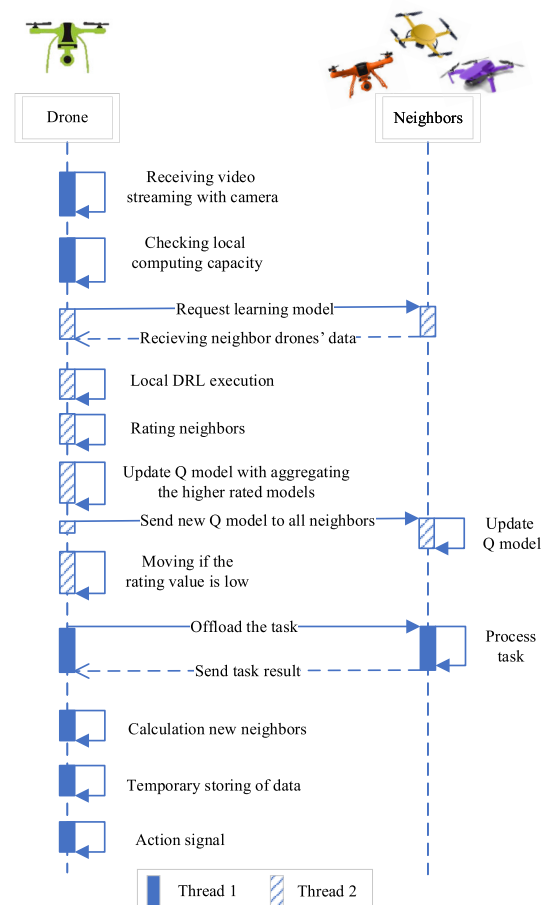 Drone
Neighbors
Receiving video
streaming with camera
Checking local
computing capacity
Request learning model
Recieving neighbor drones' data
Local DRL execution
Rating neighbors
Update Q model with aggregating
the higher rated models
Send new Q model to all neighbors
Update
Q model
Moving if the
rating value is low
Offload the task
Process
task
Send task result
Calculation new neighbors
Temporary storing of data
Action signal
Thread 1
Thread 2